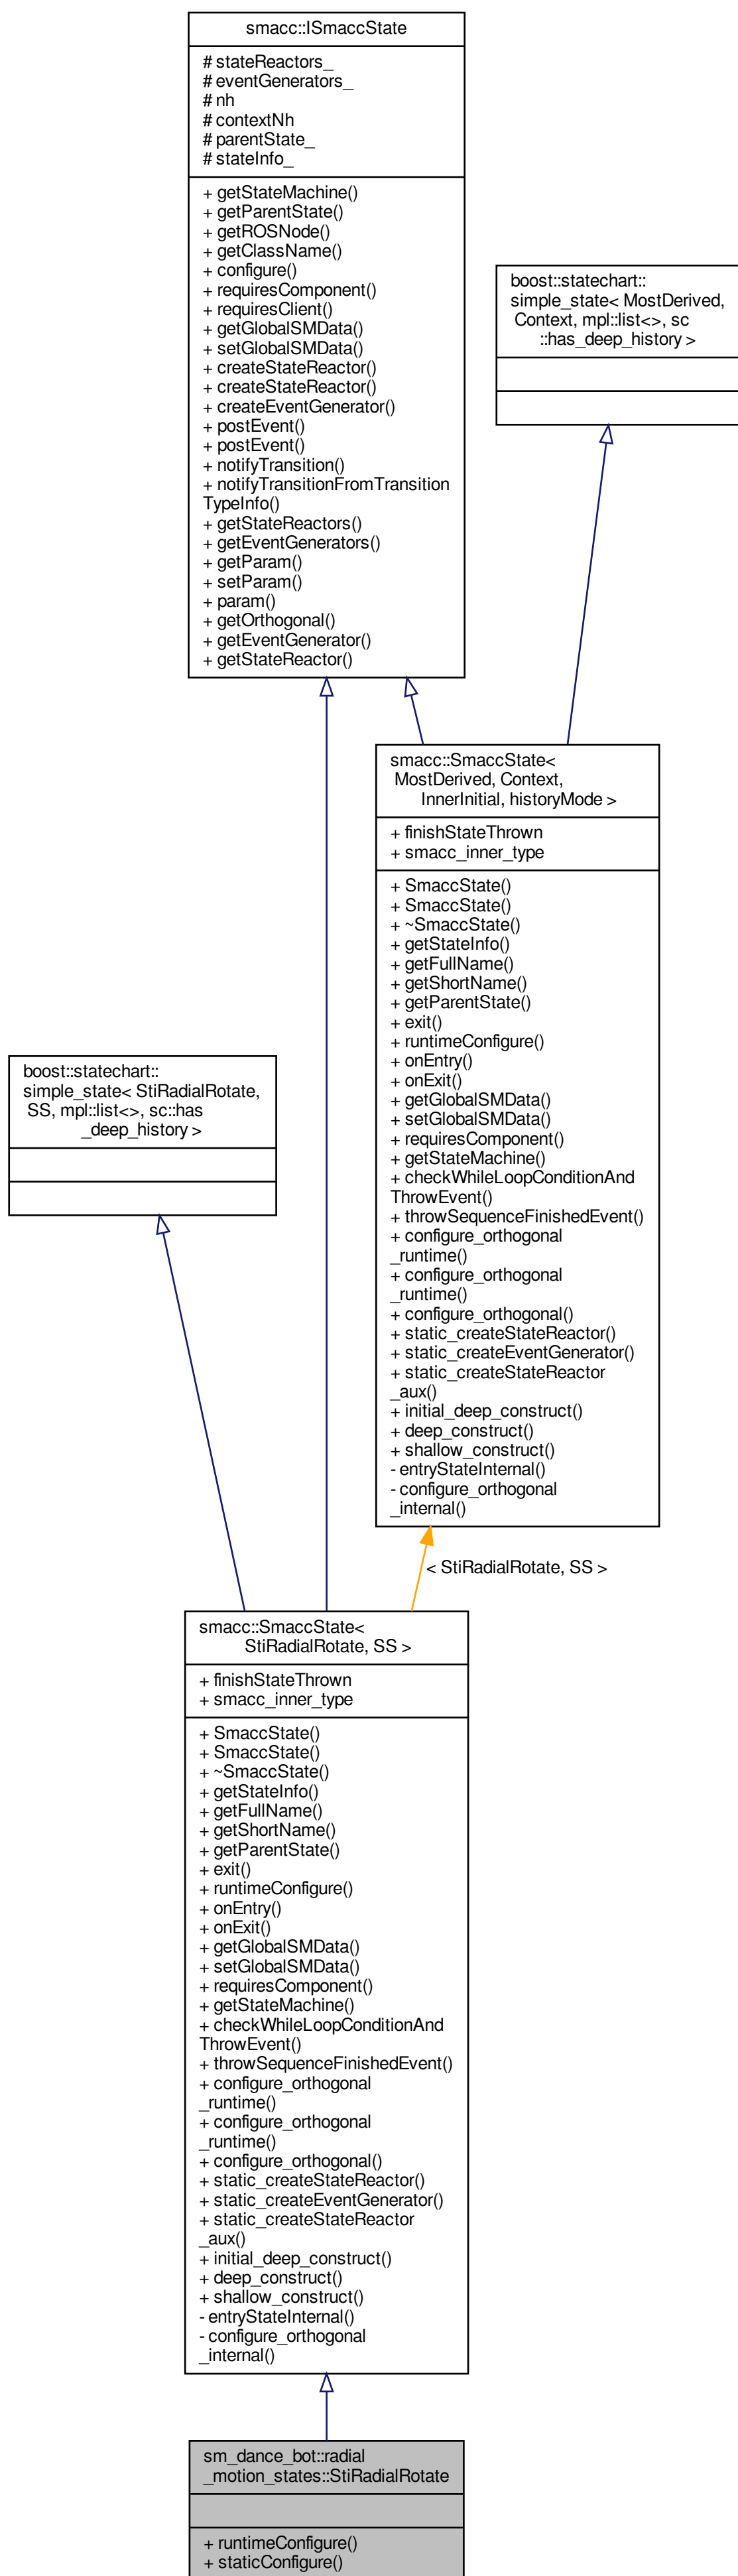 smacc::ISmaccState
# stateReactors_
# eventGenerators_
# nh
# contextNh
# parentState_
# stateInfo_
+ getStateMachine()
+ getParentState()
+ getROSNode()
+ getClassName()
+ configure()
+ requiresComponent()
+ requiresClient()
+ getGlobalSMData()
+ setGlobalSMData()
+ createStateReactor()
+ createStateReactor()
+ createEventGenerator()
+ postEvent()
+ postEvent()
+ notifyTransition()
+ notifyTransitionFromTransition
TypeInfo()
+ getStateReactors()
+ getEventGenerators()
+ getParam()
+ setParam()
+ param()
+ getOrthogonal()
+ getEventGenerator()
+ getStateReactor()
boost::statechart::
simple_state< MostDerived,
Context, mpl::list<>, sc
::has_deep_history >
smacc::SmaccState<
MostDerived, Context,
InnerInitial, historyMode >
+ finishStateThrown
+ smacc_inner_type
+ SmaccState()
+ SmaccState()
+ ~SmaccState()
+ getStateInfo()
+ getFullName()
+ getShortName()
+ getParentState()
+ exit()
+ runtimeConfigure()
+ onEntry()
+ onExit()
+ getGlobalSMData()
+ setGlobalSMData()
+ requiresComponent()
+ getStateMachine()
+ checkWhileLoopConditionAnd
ThrowEvent()
+ throwSequenceFinishedEvent()
+ configure_orthogonal
_runtime()
+ configure_orthogonal
_runtime()
+ configure_orthogonal()
+ static_createStateReactor()
+ static_createEventGenerator()
+ static_createStateReactor
_aux()
+ initial_deep_construct()
+ deep_construct()
+ shallow_construct()
- entryStateInternal()
- configure_orthogonal
_internal()
boost::statechart::
simple_state< StiRadialRotate,
SS, mpl::list<>, sc::has
_deep_history >
< StiRadialRotate, SS >
smacc::SmaccState<
StiRadialRotate, SS >
+ finishStateThrown
+ smacc_inner_type
+ SmaccState()
+ SmaccState()
+ ~SmaccState()
+ getStateInfo()
+ getFullName()
+ getShortName()
+ getParentState()
+ exit()
+ runtimeConfigure()
+ onEntry()
+ onExit()
+ getGlobalSMData()
+ setGlobalSMData()
+ requiresComponent()
+ getStateMachine()
+ checkWhileLoopConditionAnd
ThrowEvent()
+ throwSequenceFinishedEvent()
+ configure_orthogonal
_runtime()
+ configure_orthogonal
_runtime()
+ configure_orthogonal()
+ static_createStateReactor()
+ static_createEventGenerator()
+ static_createStateReactor
_aux()
+ initial_deep_construct()
+ deep_construct()
+ shallow_construct()
- entryStateInternal()
- configure_orthogonal
_internal()
sm_dance_bot::radial
_motion_states::StiRadialRotate
+ runtimeConfigure()
+ staticConfigure()